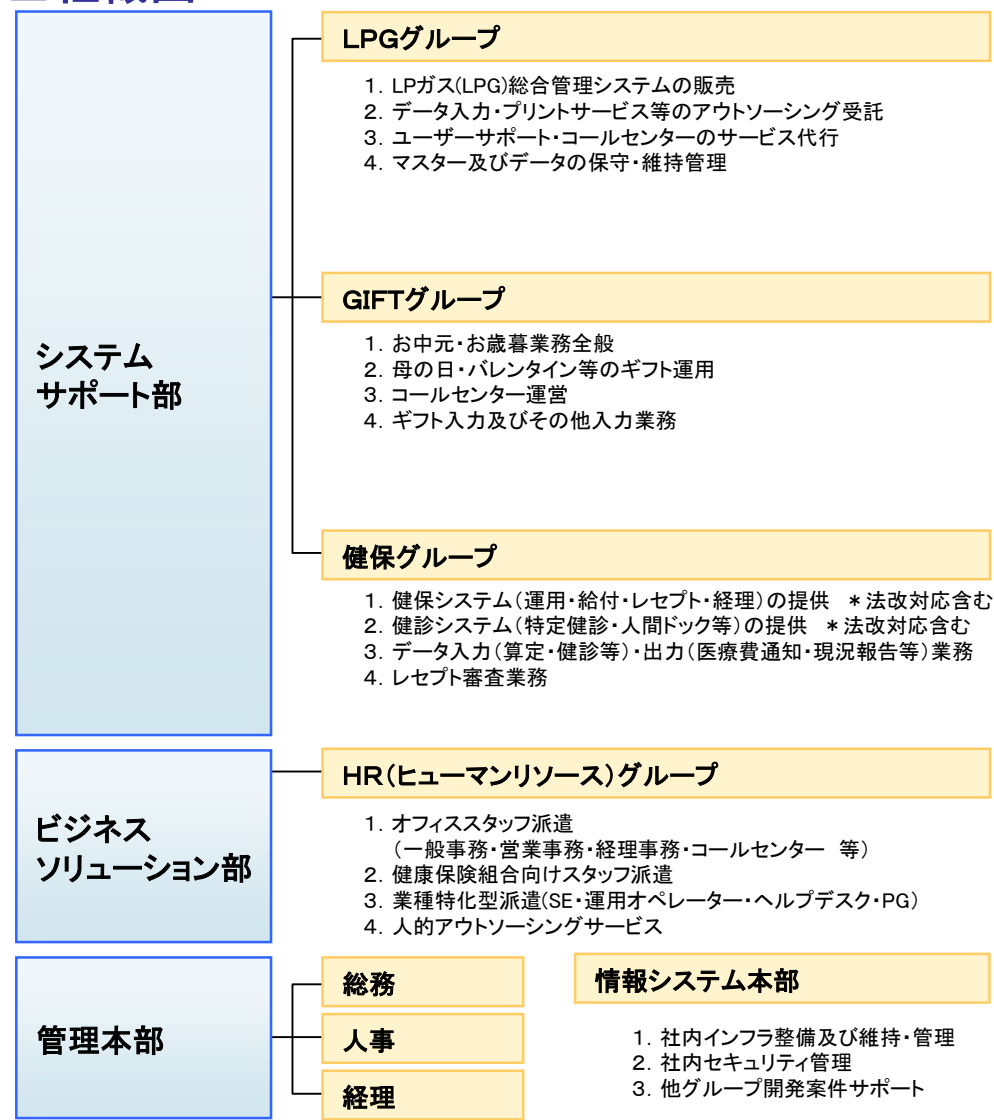 システム
サポート部
LPGグループ
1. LPガス(LPG)総合管理システムの販売
2. データ入力・プリントサービス等のアウトソーシング受託
3. ユーザーサポート・コールセンターのサービス代行
4. マスター及びデータの保守・維持管理
GIFTグループ
1. お中元・お歳暮業務全般
2. 母の日・バレンタイン等のギフト運用
3. コールセンター運営
4. ギフト入力及びその他入力業務
健保グループ
1. 健保システム(運用・給付・レセプト・経理)の提供 *法改対応含む
2. 健診システム(特定健診・人間ドック等)の提供 *法改対応含む
3. データ入力(算定・健診等)・出力(医療費通知・現況報告等)業務
4. レセプト審査業務
ビジネス
ソリューション部
HR(ヒューマンリソース)グループ
1. オフィススタッフ派遣
(一般事務・営業事務・経理事務・コールセンター 等)
2. 健康保険組合向けスタッフ派遣
3. 業種特化型派遣(SE・運用オペレーター・ヘルプデスク・PG)
4. 人的アウトソーシングサービス
管理本部
総務
人事
経理
情報システム本部
1. 社内インフラ整備及び維持・管理
2. 社内セキュリティ管理
3. 他グループ開発案件サポート